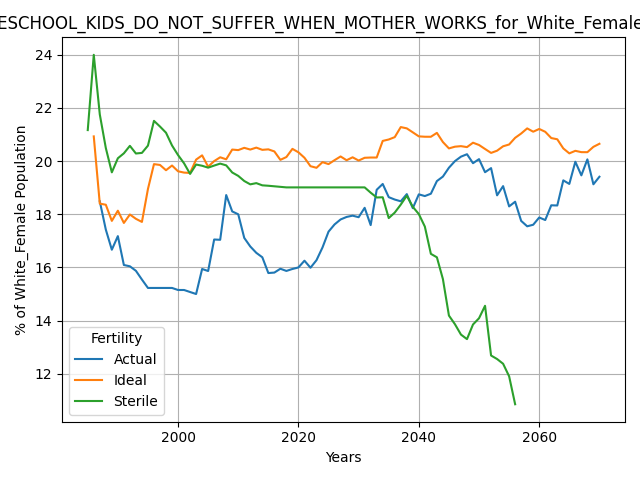 ESCHOOL_KIDS_DO_NOT_SUFFER_WHEN_MOTHER_WORKS_for_White_Female
% of White_Female Population
24
22
20
18
16
14
12
Fertility
Actual
Ideal
Sterile
2000
2020
2040
2060
Years